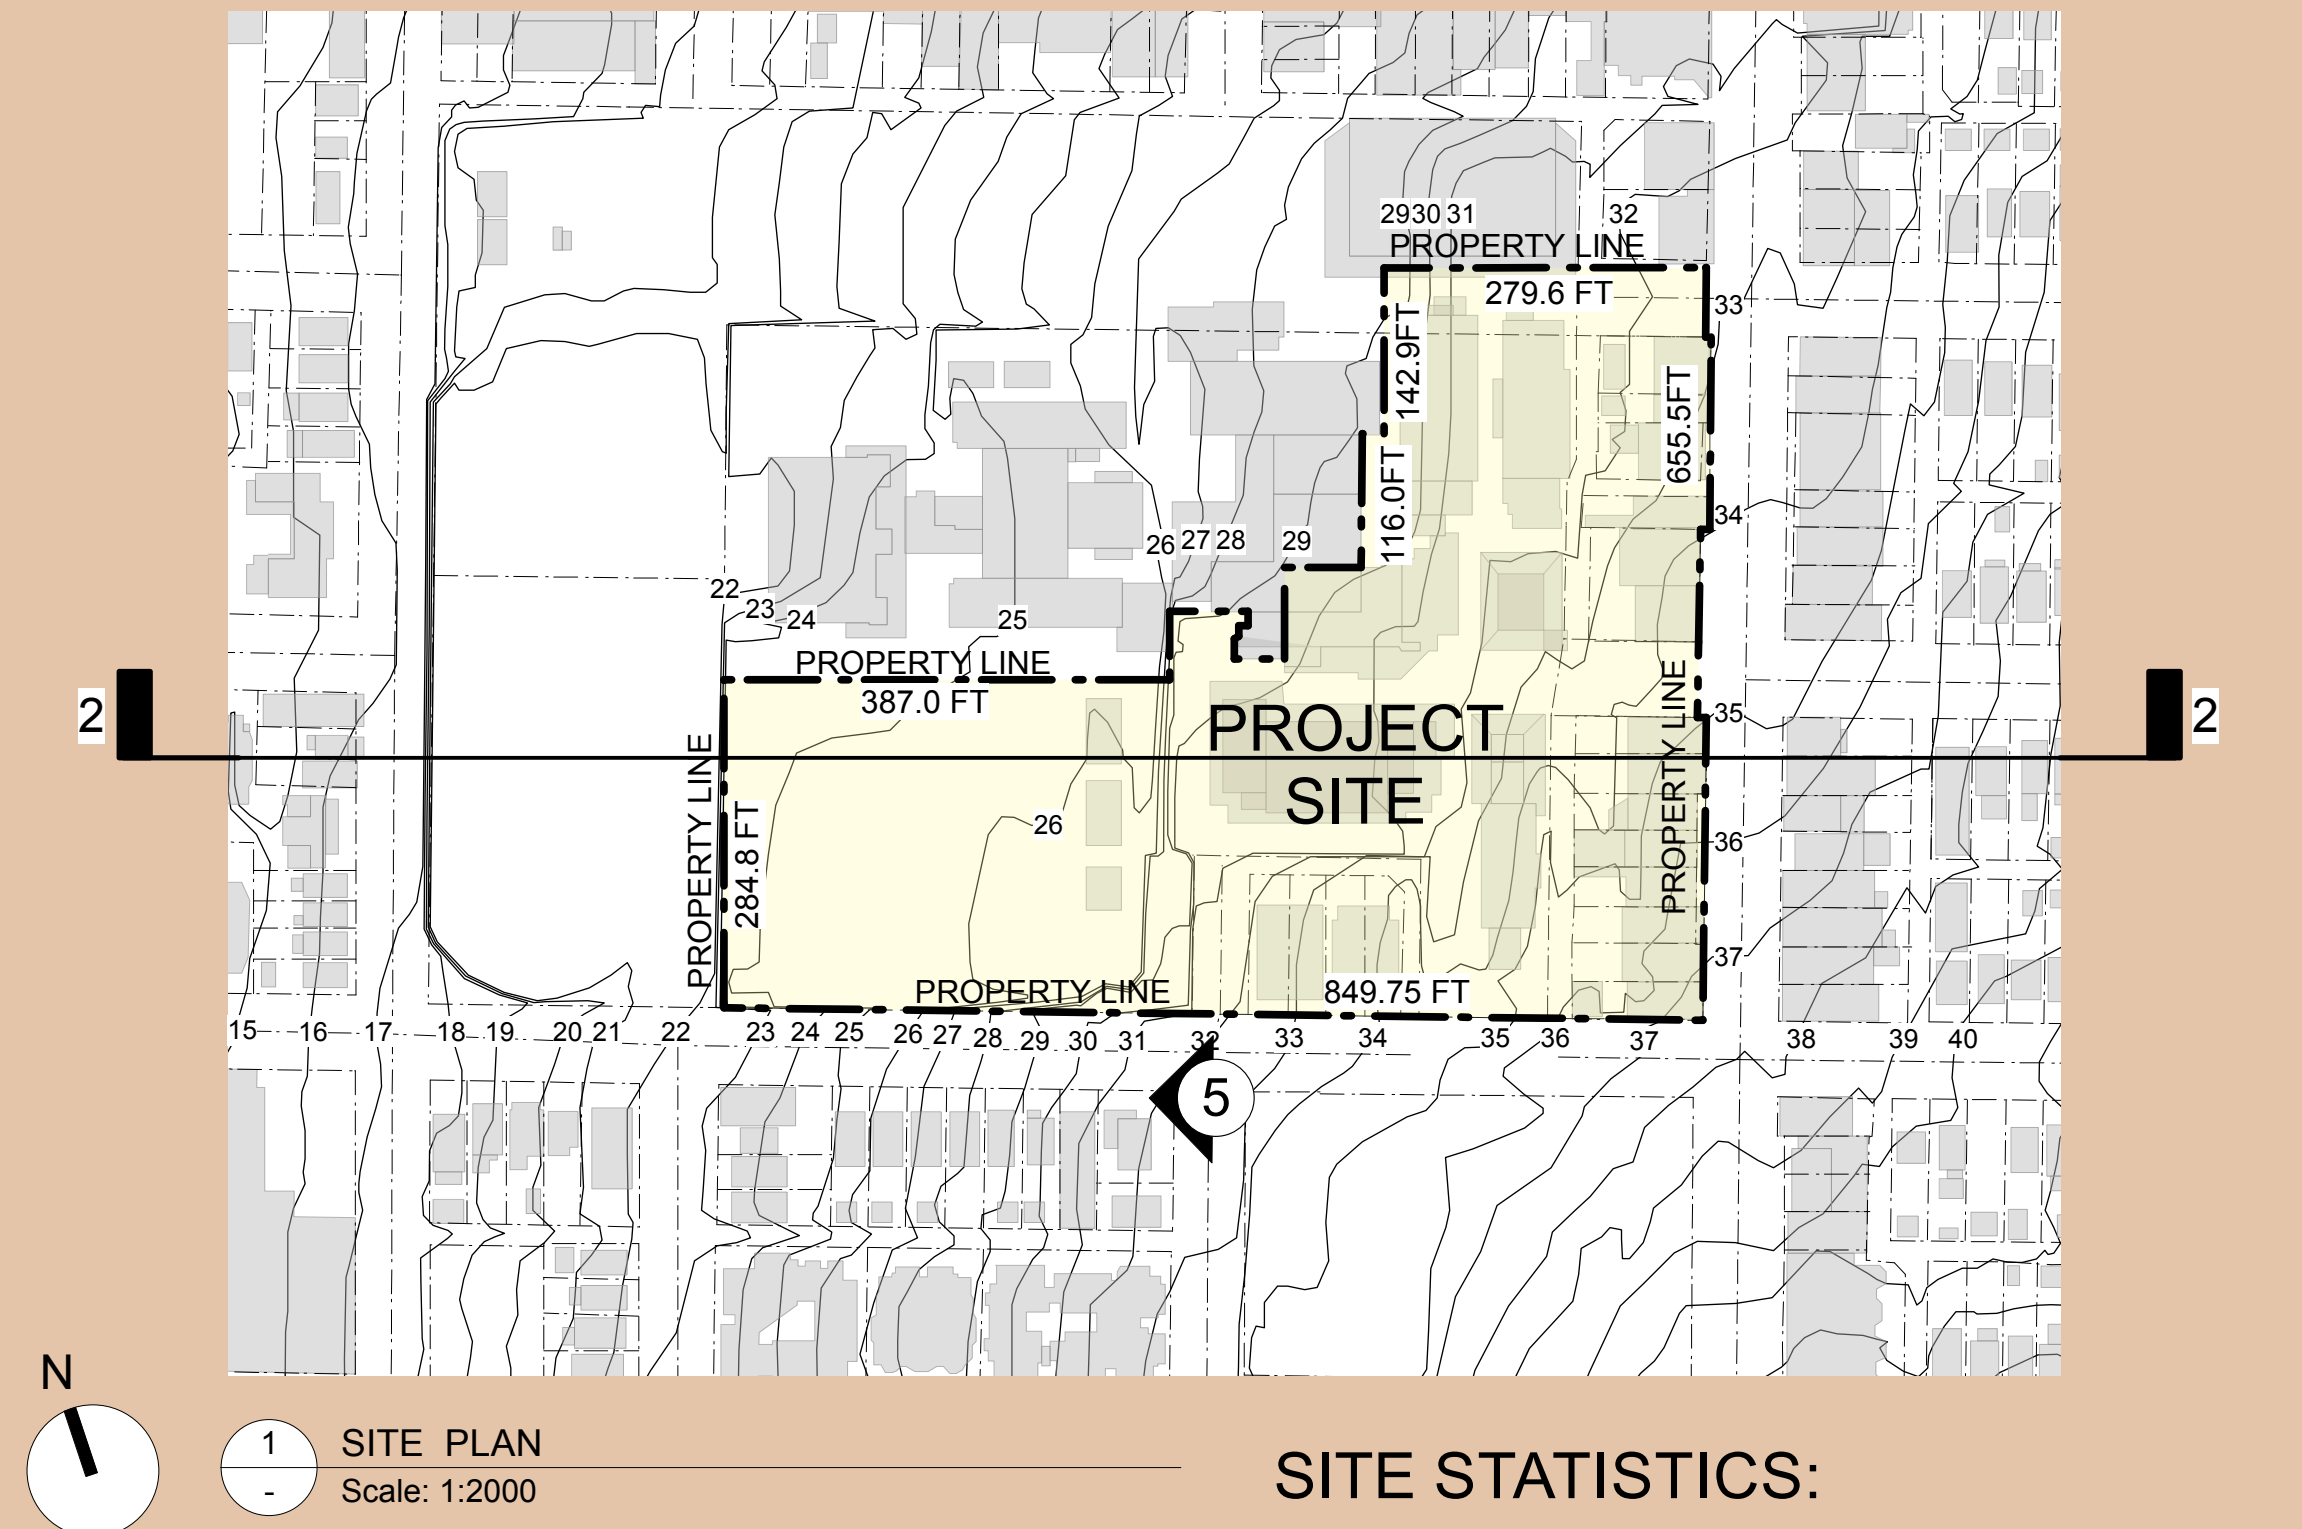 29 30 31 32
PROPERTY LINE
279.6 FT
33
142.9FT
655.5FT
116.0FT
34
26 27 28 29
22
23
24
25
PROPERTY LINE
387.0 FT
2
PROJECT
SITE
PROPERTY LINE
35
2
PROPERTY LINE
284.8 FT
26
36
37
PROPERTY LINE
849.75 FT
15 16 17 18 19 20 21 22 23 24 25 26 27 28 29 30 31 32 33 34 35 36 37 38 39 40
5
N
1
SITE PLAN
-
Scale: 1:2000
SITE STATISTICS: